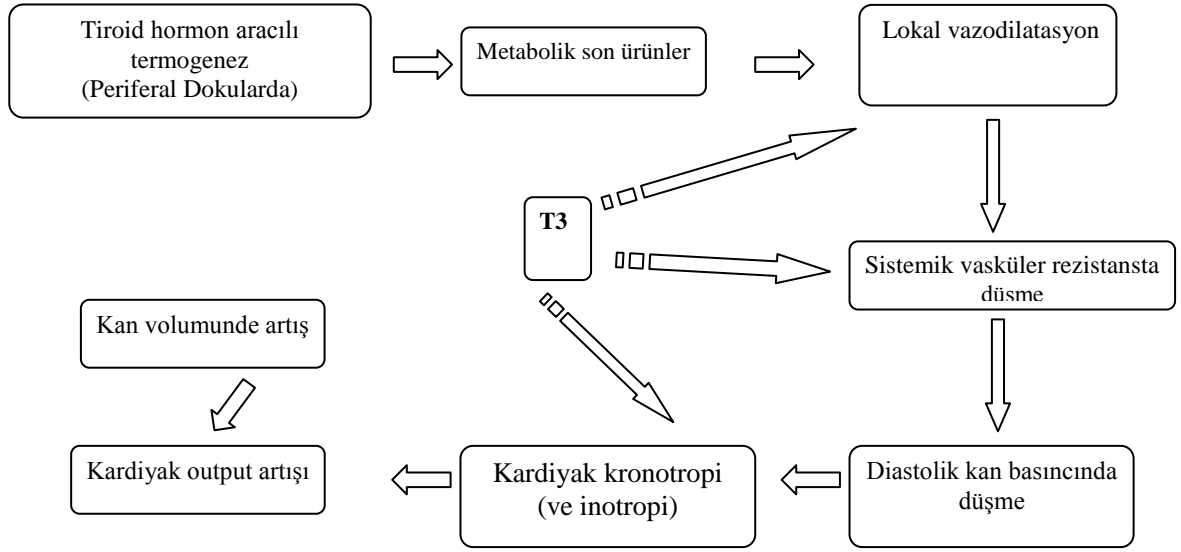 Tiroid hormon aracılı
termogenez
(Periferal Dokularda)
Metabolik son ürünler
Lokal vazodilatasyon
T3
Sistemik vasküler rezistansta
düşme
Kan volumunde artış
Kardiyak output artışı
Kardiyak kronotropi
(ve inotropi)
Diastolik kan basıncında
düşme